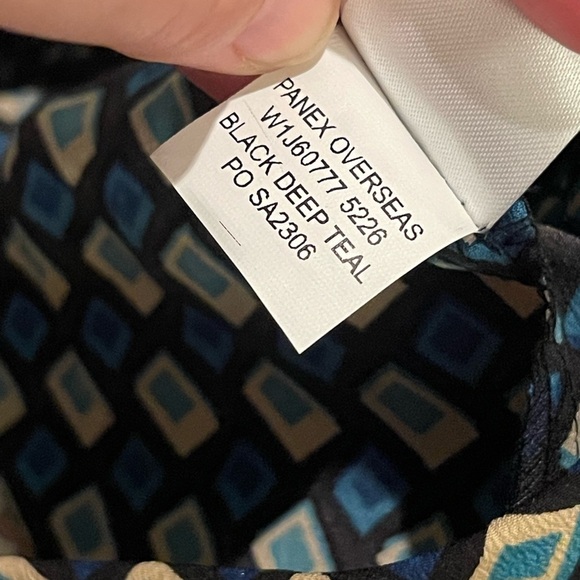 PANEX OVERSEAS
W1J60777 5226
BLACK DEEP TEAL
PO SA2306